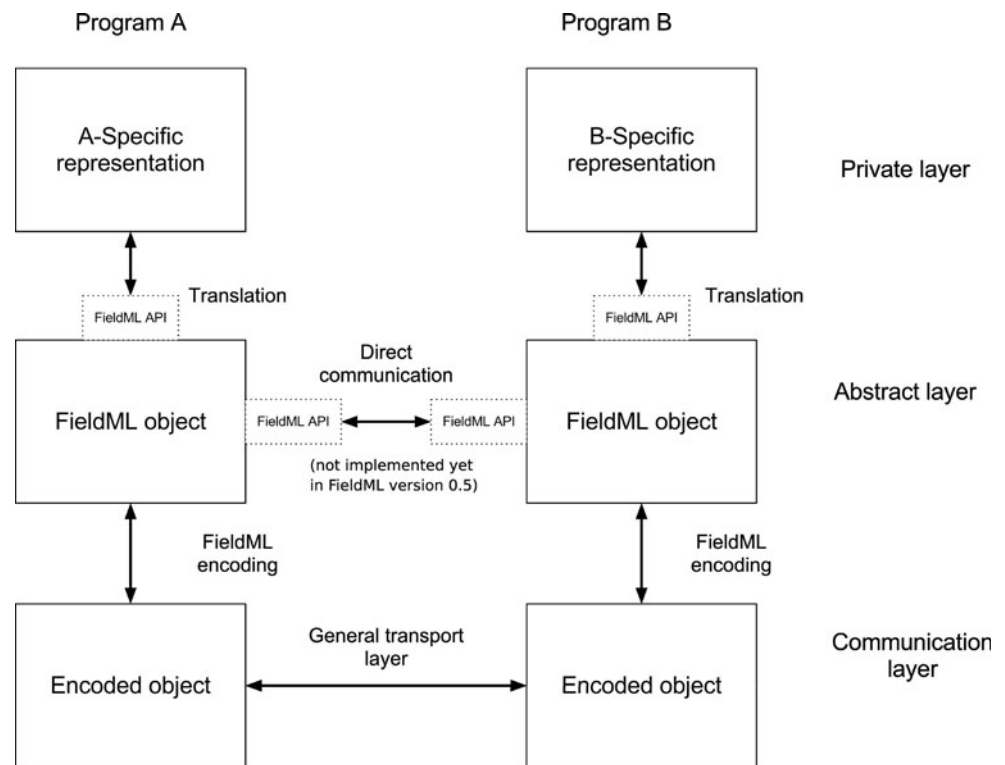 Program A
Program B
A-Specific
representation
B-Specific
representation
Private layer
Translation
Translation
FieldML API
FieldML API
Direct
communication
Abstract layer
FieldML object
FieldML API
FieldML API
FieldML object
(not implemented yet
in FieldML version 0.5)
FieldML
encoding
FieldML
encoding
General transport
layer
Communication
layer
Encoded object
Encoded object